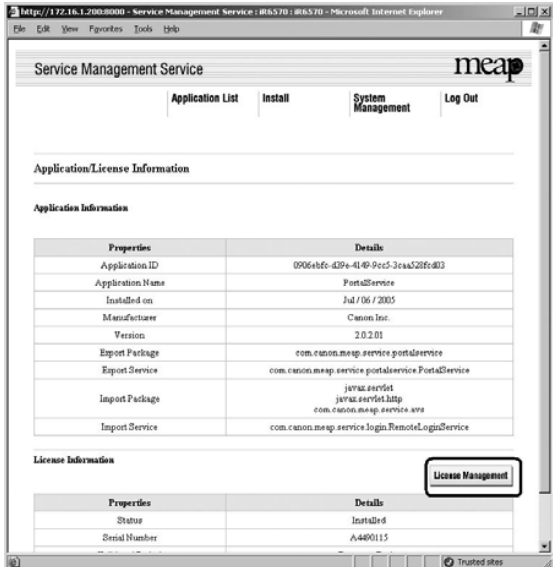 http://172.16.1.200:8000 - Service Management Service : iR6570 : iR6570 - Microsoft Internet Explorer
File Edit View Favorites Tools Help
Service Management Service meap
Application List Install System Management Log Out
Application/License Information
Application Information
Properties Details
Application ID 0906ebfc-d39e-4149-9cc5-3caa528fcd03
Application Name PortalService
Installed on Jul / 06 / 2005
Manufacturer Canon Inc.
Version 2.0.2.01
Export Package com.canon.meap.service.portalservice
Export Service com.canon.meap.service.portalservice.PortalService
Import Package javax.servlet
javax.servlet.http
com.canon.meap.service.avs
Import Service com.canon.meap.service.login.RemoteLoginService
License Information
License Management
Properties Details
Status Installed
Serial Number A4490115
Trusted sites